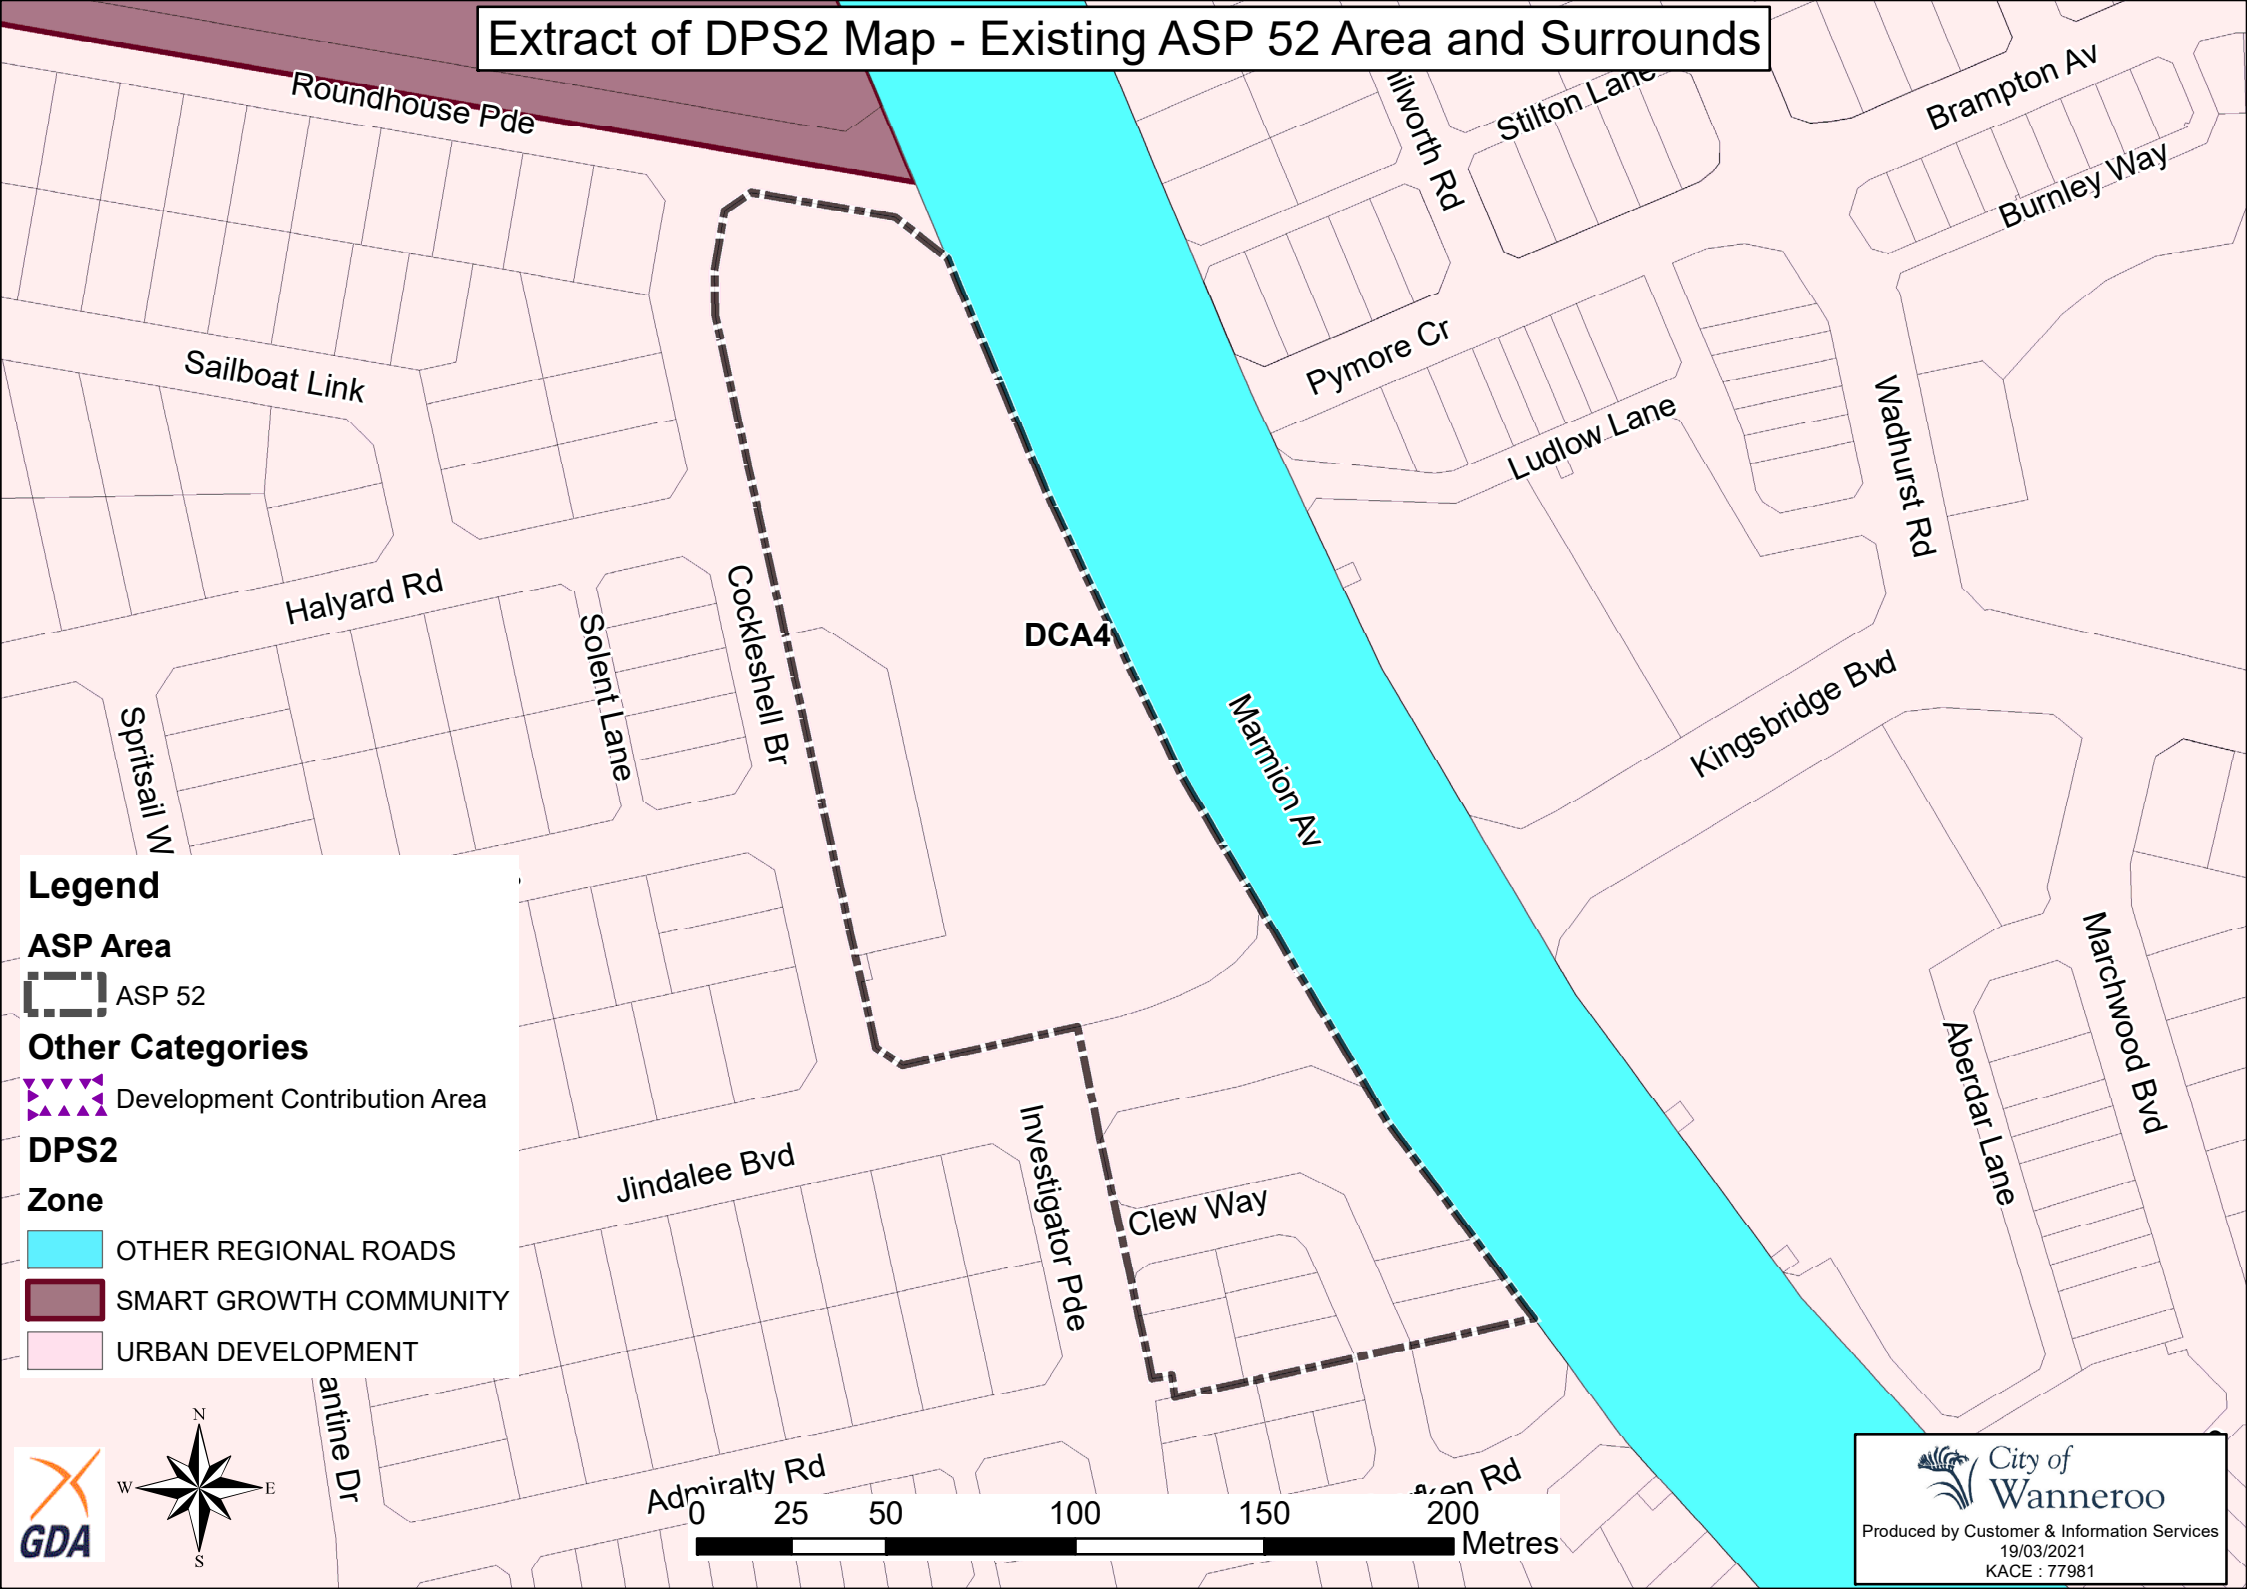 Extract of DPS2 Map - Existing ASP 52 Area and Surrounds
Roundhouse Pde
Stilton Lane
Brampton Av
Burnley Way
Sailboat Link
Pymore Cr
Ludlow Lane
Wadhurst Rd
Halyard Rd
Solent Lane
Cockleshell Br
DCA4
Marmion Av
Kingsbridge Bvd
Spritsail W
Legend
ASP Area
ASP 52
Other Categories
Development Contribution Area
DPS2
Zone
OTHER REGIONAL ROADS
SMART GROWTH COMMUNITY
URBAN DEVELOPMENT
Marchwood Bvd
Aberdar Lane
Investigator Pde
Jindalee Bvd
Clew Way
antine Dr
Admiralty Rd
ken Rd
N
W
E
S
GDA
0 25 50 100 150 200
Metres
City of
Wanneroo
Produced by Customer & Information Services
19/03/2021
KACE : 77981